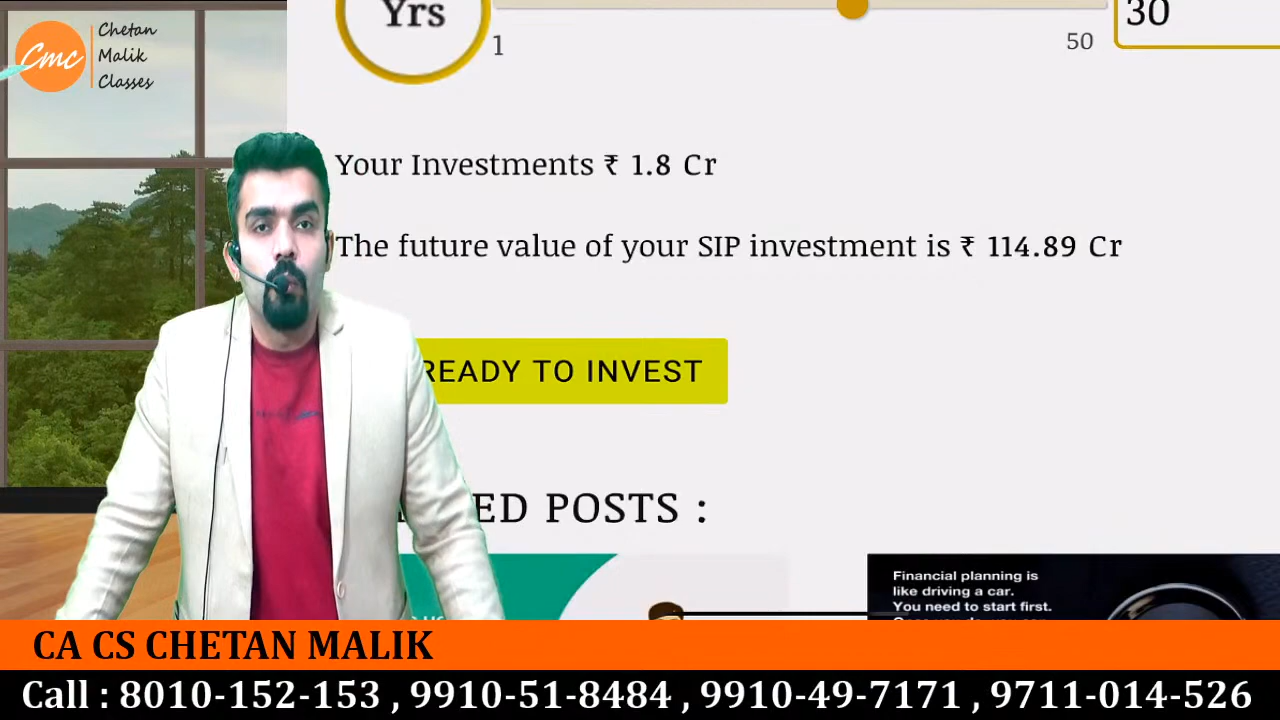 Cmc
Chetan
Malik
Classes
Yrs
1
50
30
Your Investments ₹ 1.8 Cr
The future value of your SIP investment is ₹ 114.89 Cr
READY TO INVEST
ED POSTS :
Financial planning is
like driving a car.
You need to start first.
CA CS CHETAN MALIK
Call : 8010-152-153 , 9910-51-8484 , 9910-49-7171 , 9711-014-526